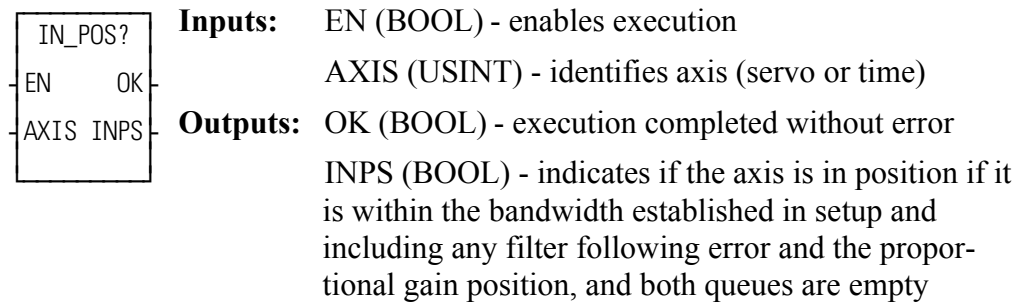 IN_POS?
EN OK
AXIS INPS
Inputs: EN (BOOL) - enables execution
AXIS (USINT) - identifies axis (servo or time)
Outputs: OK (BOOL) - execution completed without error
INPS (BOOL) - indicates if the axis is in position if it
is within the bandwidth established in setup and
including any filter following error and the propor-
tional gain position, and both queues are empty